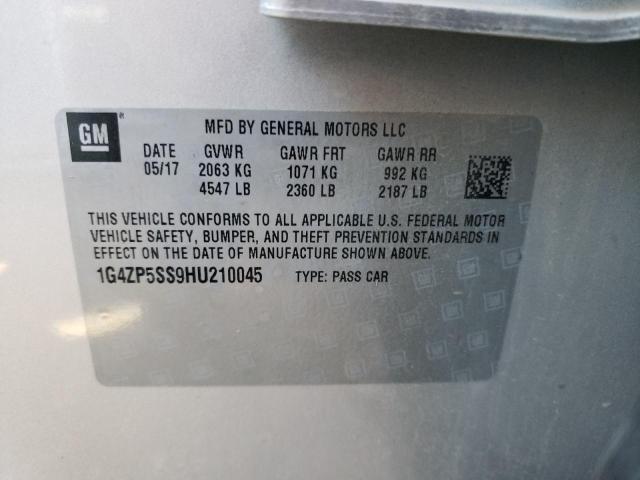 GM ®
MFD BY GENERAL MOTORS LLC
DATE GVWR GAWR FRT GAWR RR
05/17 2063 KG 1071 KG 992 KG
4547 LB 2360 LB 2187 LB
THIS VEHICLE CONFORMS TO ALL APPLICABLE U.S. FEDERAL MOTOR
VEHICLE SAFETY, BUMPER, AND THEFT PREVENTION STANDARDS IN
EFFECT ON THE DATE OF MANUFACTURE SHOWN ABOVE.
1G4ZP5SS9HU210045 TYPE: PASS CAR